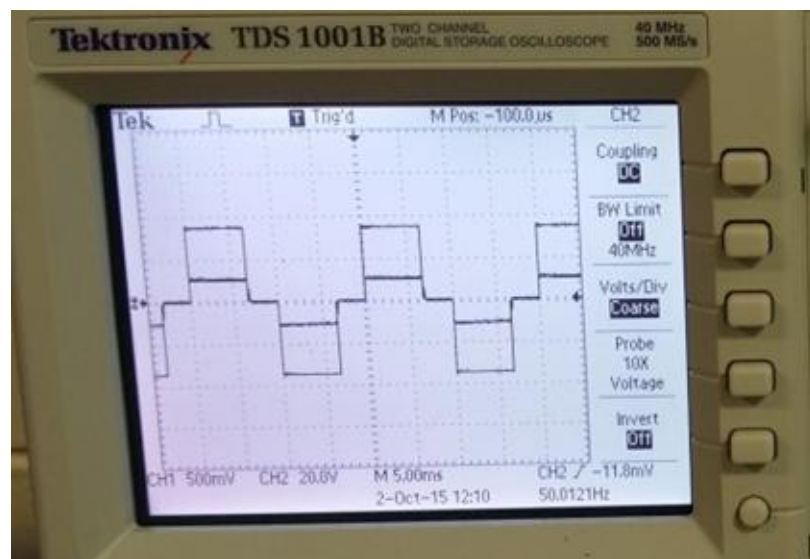 Tektronix TDS 1001B TWO CHANNEL DIGITAL STORAGE OSCILLOSCOPE 40 MHz 500 MS/s
Tek T Trig'd M Pos: -100.0us CH2
Coupling
DC
BW Limit
Off
40MHz
Volts/Div
Coarse
Probe
10X
Voltage
Invert
Off
CH1 500mV CH2 20.0V M 5.00ms CH2 -11.8mV
2-Oct-15 12:10 50.0121Hz